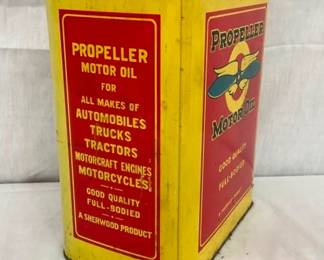 PROPELLER
MOTOR OIL
FOR
ALL MAKES OF
AUTOMOBILES
TRUCKS
TRACTORS
MOTORCRAFT ENGINES
MOTORCYCLES
GOOD QUALITY
FULL-BODIED
A SHERWOOD PRODUCT
PROPELLER
MOTOR OIL
GOOD QUALITY
FULL-BODIED